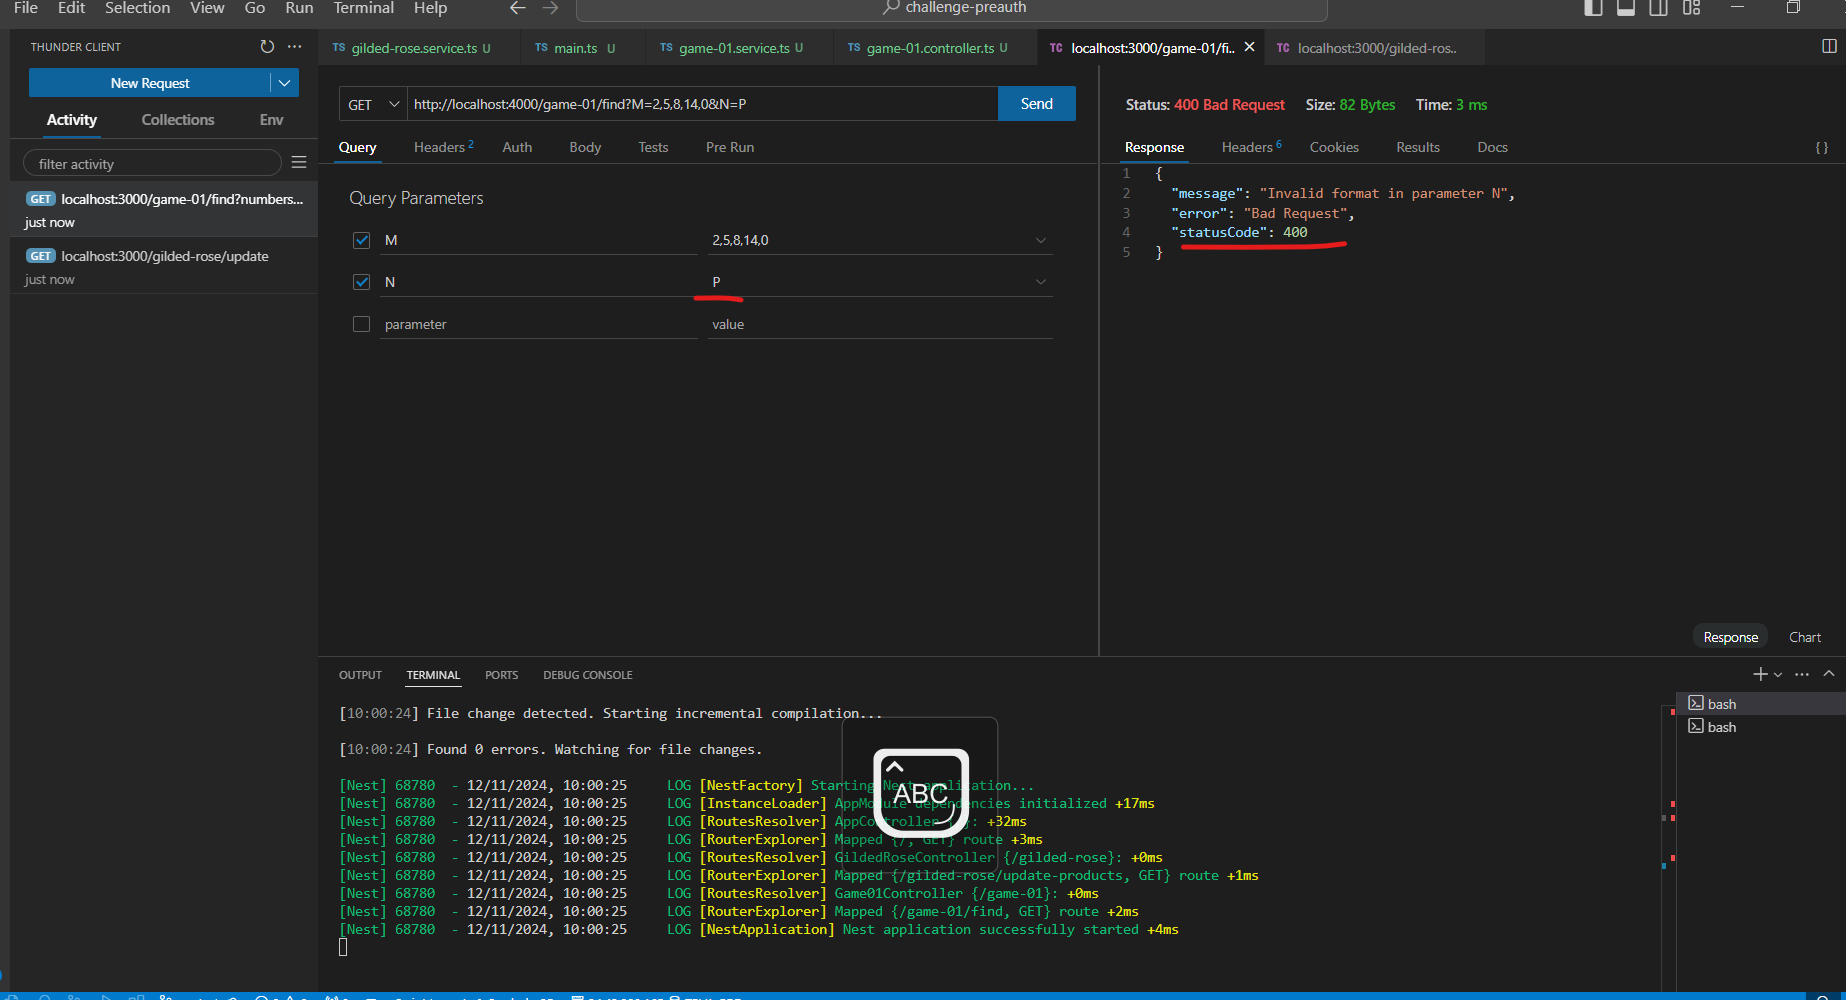 File Edit Selection View Go Run Terminal Help
challenge-preauth
THUNDER CLIENT
New Request
Activity Collections Env
filter activity
GET localhost:3000/game-01/find?numbers...
just now
GET localhost:3000/gilded-rose/update
just now
TS gilded-rose.service.ts U
TS main.ts U
TS game-01.service.ts U
TS game-01.controller.ts U
TC localhost:3000/game-01/fi..
TC localhost:3000/gilded-ros..
GET http://localhost:4000/game-01/find?M=2,5,8,14,0&N=P Send
Query Headers 2 Auth Body Tests Pre Run
Query Parameters
M 2,5,8,14,0
N P
parameter value
Status: 400 Bad Request Size: 82 Bytes Time: 3 ms
Response Headers 6 Cookies Results Docs { }
1 {
2 "message": "Invalid format in parameter N",
3 "error": "Bad Request",
4 "statusCode": 400
5 }
Response Chart
OUTPUT TERMINAL PORTS DEBUG CONSOLE
[10:00:24] File change detected. Starting incremental compilation...
[10:00:24] Found 0 errors. Watching for file changes.
[Nest] 68780 - 12/11/2024, 10:00:25 LOG [NestFactory] Starting Nest application...
[Nest] 68780 - 12/11/2024, 10:00:25 LOG [InstanceLoader] AppModule dependencies initialized +17ms
[Nest] 68780 - 12/11/2024, 10:00:25 LOG [RoutesResolver] AppController {/}: +32ms
[Nest] 68780 - 12/11/2024, 10:00:25 LOG [RouterExplorer] Mapped {/, GET} route +3ms
[Nest] 68780 - 12/11/2024, 10:00:25 LOG [RoutesResolver] GildedRoseController {/gilded-rose}: +0ms
[Nest] 68780 - 12/11/2024, 10:00:25 LOG [RouterExplorer] Mapped {/gilded-rose/update-products, GET} route +1ms
[Nest] 68780 - 12/11/2024, 10:00:25 LOG [RoutesResolver] Game01Controller {/game-01}: +0ms
[Nest] 68780 - 12/11/2024, 10:00:25 LOG [RouterExplorer] Mapped {/game-01/find, GET} route +2ms
[Nest] 68780 - 12/11/2024, 10:00:25 LOG [NestApplication] Nest application successfully started +4ms
ABC
bash
bash